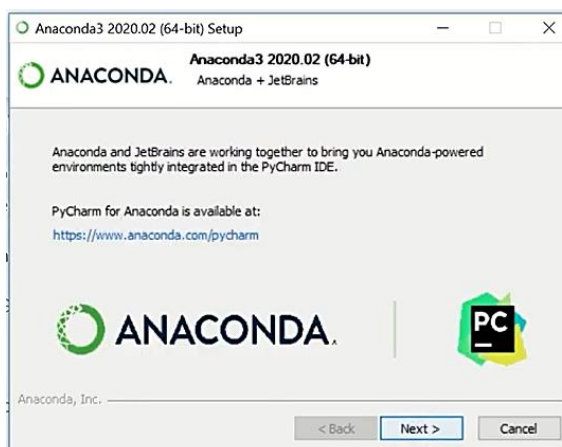 Anaconda3 2020.02 (64-bit) Setup
ANACONDA.
Anaconda3 2020.02 (64-bit)
Anaconda + JetBrains
Anaconda and JetBrains are working together to bring you Anaconda-powered
environments tightly integrated in the PyCharm IDE.
PyCharm for Anaconda is available at:
https://www.anaconda.com/pycharm
ANACONDA.
PC
Anaconda, Inc.
< Back
Next >
Cancel